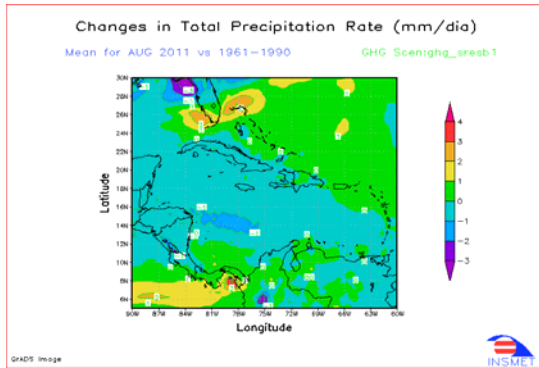 Changes in Total Precipitation Rate (mm/dia)
Mean for AUG 2011 vs 1961-1990 GHG Scen:ghg_sresb1
30N
28N
26N
24N
22N
20N
18N
16N
14N
12N
10N
8N
6N
Latitude
90W 87W 84W 81W 78W 75W 72W 69W 66W 63W 60W
Longitude
4
3
2
1
0
-1
-2
-3
GrADS Image
INSMET